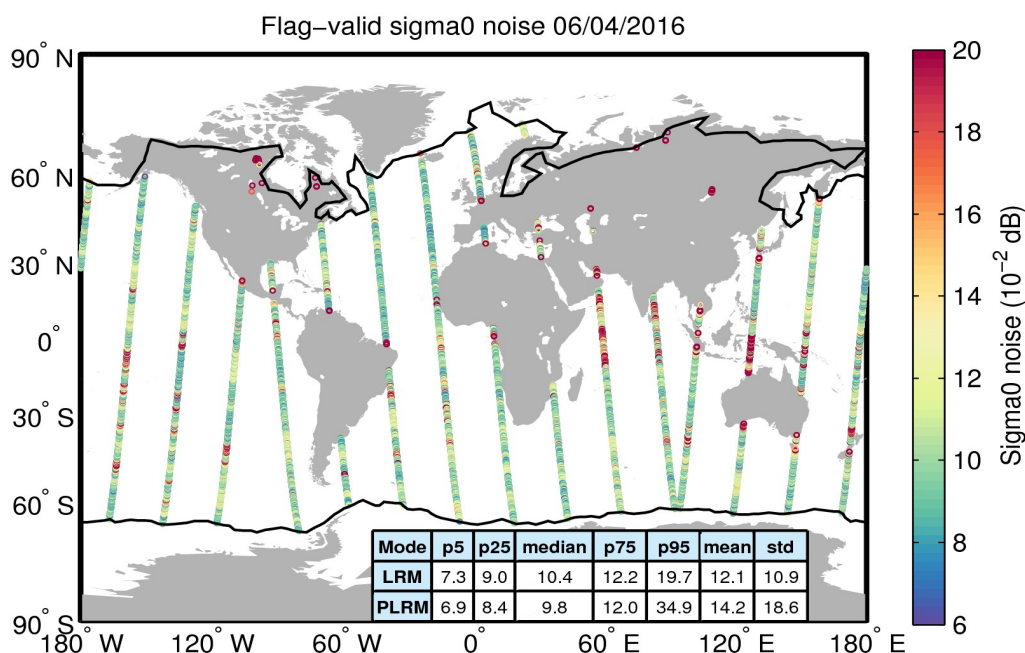 Flag−valid sigma0 noise 06/04/2016
90° N
60° N
30° N
0°
30° S
60° S
90° S
180° W
120° W
60° W
0°
60° E
120° E
180° E
Mode p5 p25 median p75 p95 mean std
LRM 7.3 9.0 10.4 12.2 19.7 12.1 10.9
PLRM 6.9 8.4 9.8 12.0 34.9 14.2 18.6
20
18
16
14
12
10
8
6
Sigma0 noise (10⁻² dB)